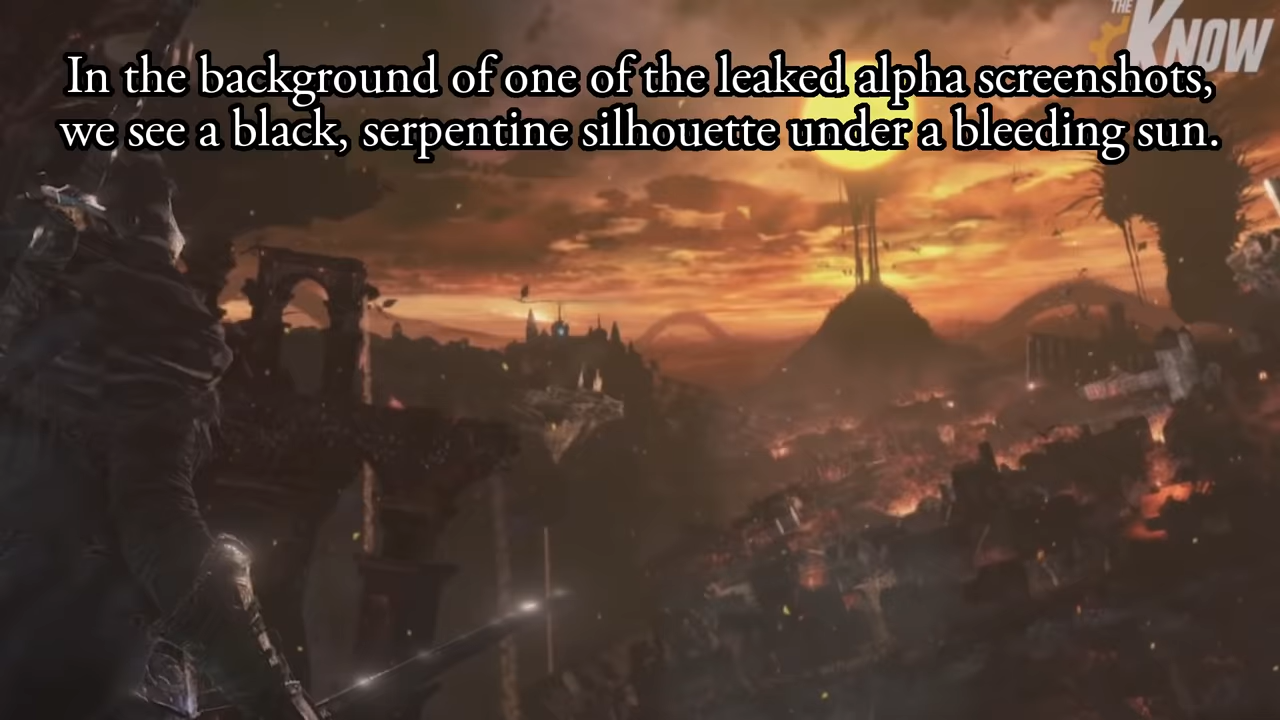 THE
KNOW
In the background of one of the leaked alpha screenshots,
we see a black, serpentine silhouette under a bleeding sun.